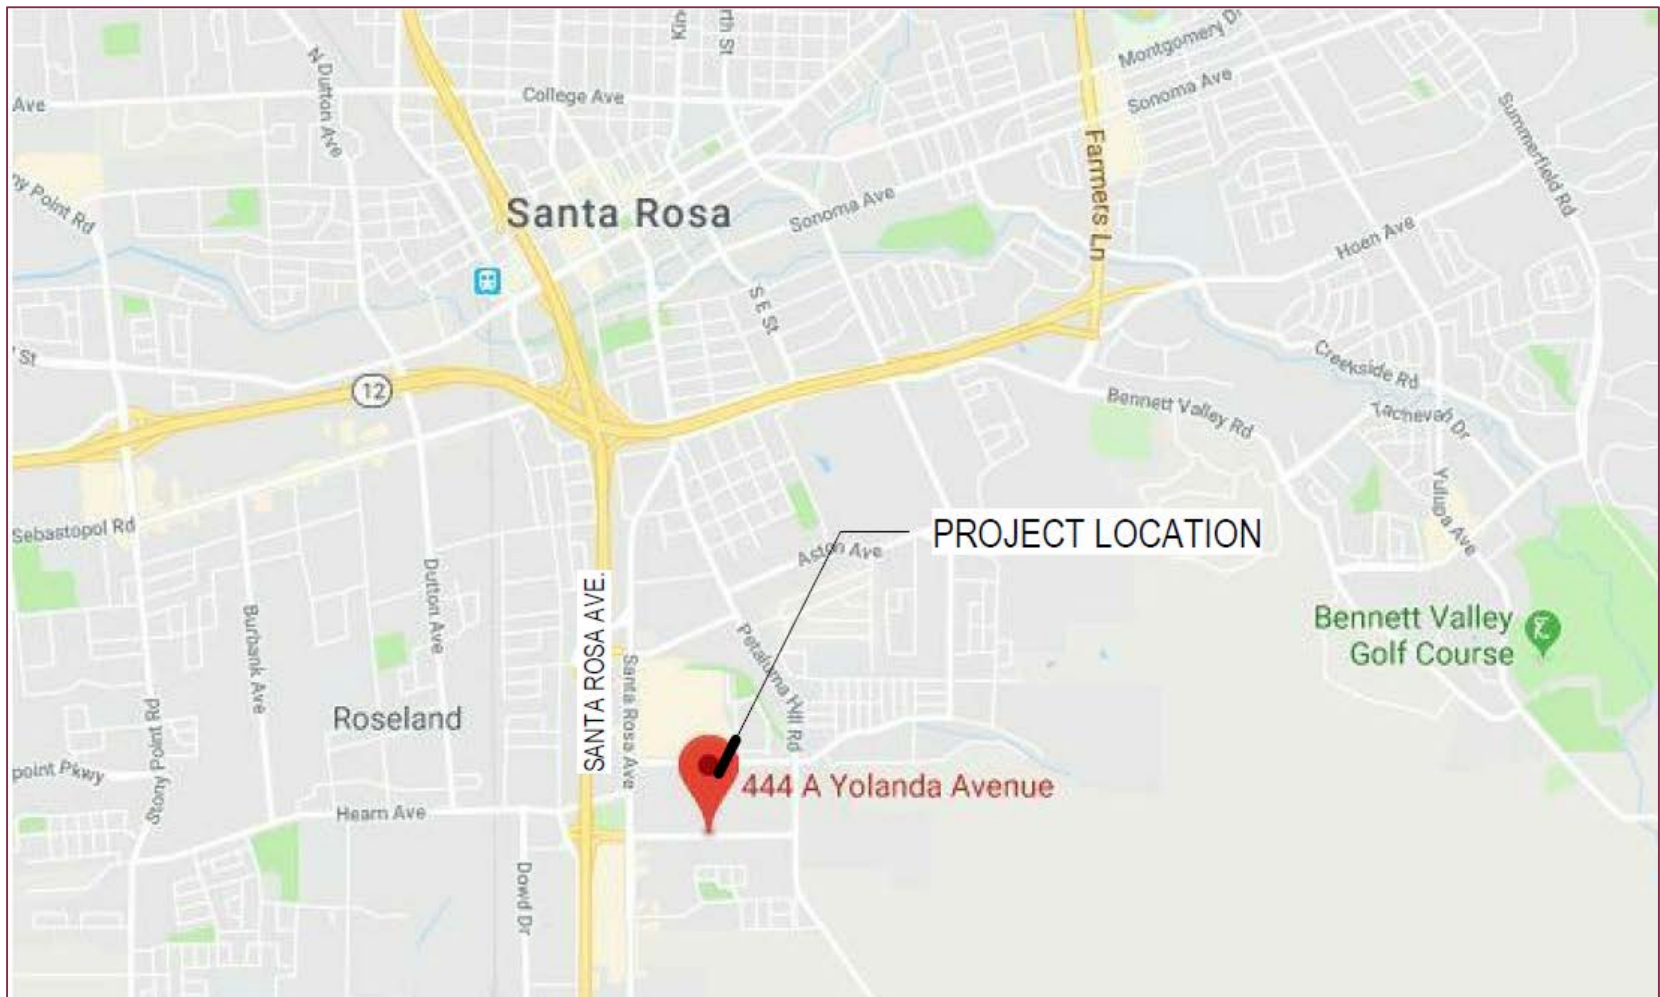 Montgomery Dr
Sonoma Ave
rth St
Ave
N Dutton Ave
College Ave
Summerfield Rd
Farmers Ln
ny Point Rd
Santa Rosa
Sonoma Ave
Hoen Ave
S E St
St
12
Creekside Rd
Bennett Valley Rd
Yulupa Ave
Sebastopol Rd
PROJECT LOCATION
Aston Ave
Dutton Ave
SANTA ROSA AVE.
Burbank Ave
Bennett Valley
Golf Course
Petaluma Hill Rd
Santa Rosa Ave
Roseland
Stony Point Rd
point Pkwy
444 A Yolanda Avenue
Hearn Ave
Dowd Dr